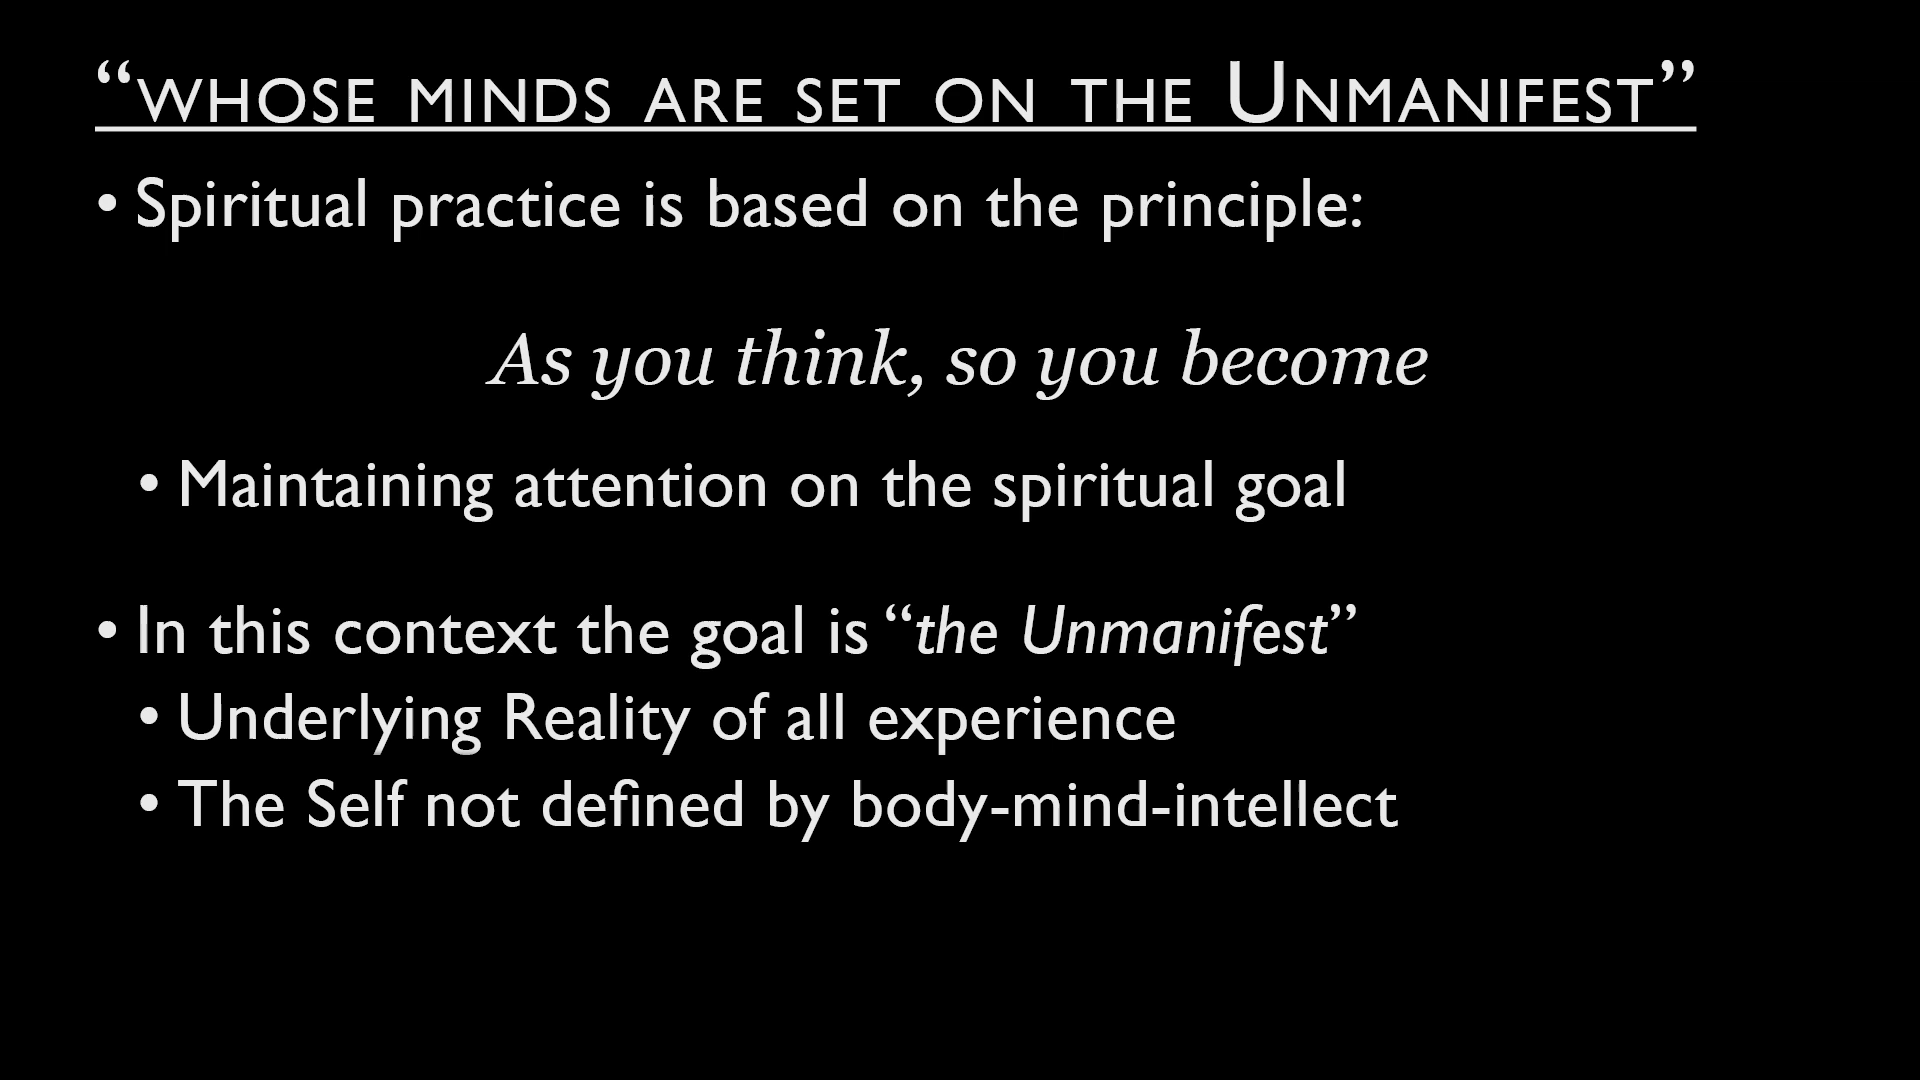 “whose minds are set on the Unmanifest”
• Spiritual practice is based on the principle:
As you think, so you become
• Maintaining attention on the spiritual goal
• In this context the goal is “the Unmanifest”
• Underlying Reality of all experience
• The Self not defined by body-mind-intellect